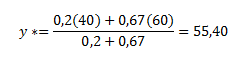 y ∗= 0,2(40) + 0,67(60) / 0,2 + 0,67 = 55,40